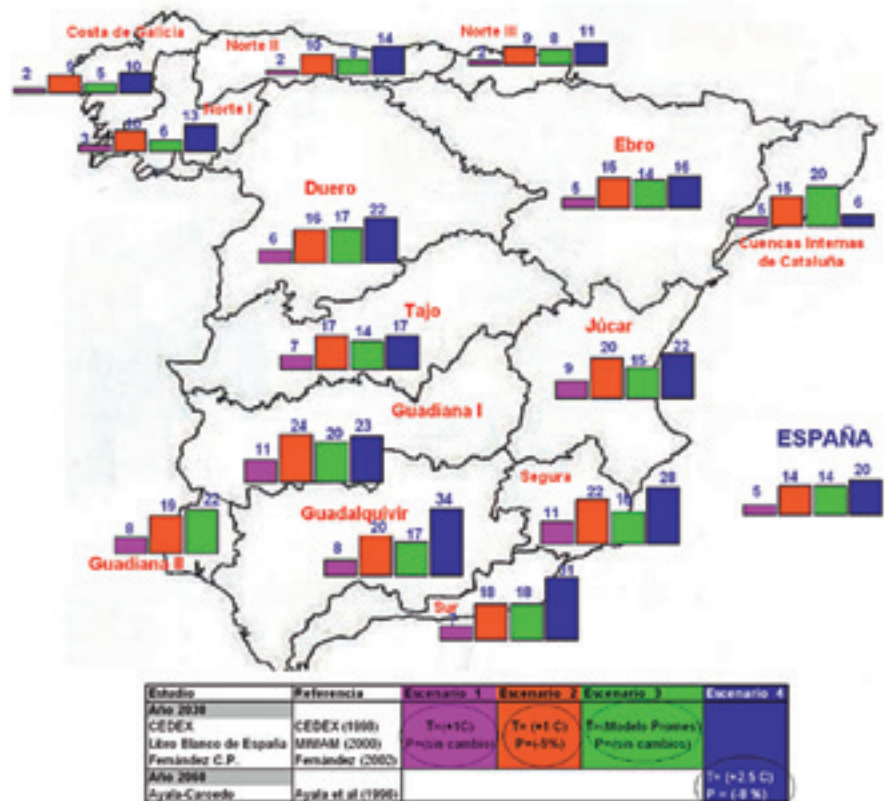 Costa de Galicia
2 9 5 10
Norte II
2 10 8 14
Norte III
2 9 8 11
Norte I
3 10 6 13
Duero
6 16 17 22
Ebro
5 15 14 16
5 15 20 6
Cuencas Internas
de Cataluña
Tajo
7 17 14 17
Júcar
9 20 15 22
Guadiana I
11 24 20 23
ESPAÑA
5 14 14 20
Segura
11 22 16 28
8 19 22
Guadiana II
Guadalquivir
8 20 17 34
Sur
18 18 31
Estudio Referencia Escenario 1 Escenario 2 Escenario 3 Escenario 4
Año 2030
CEDEX CEDEX (1998) T=(+1C) T= (+1 C) T=(Modelo Promes)
Libro Blanco de España MIMAM (2000) P=(sin cambios) P=(-5%) P=(sin cambios)
Fernández C.P. Fernández (2002)
Año 2060 T= (+2.5 C)
Ayala-Carcedo Ayala et al (1996) P = (-8 %)